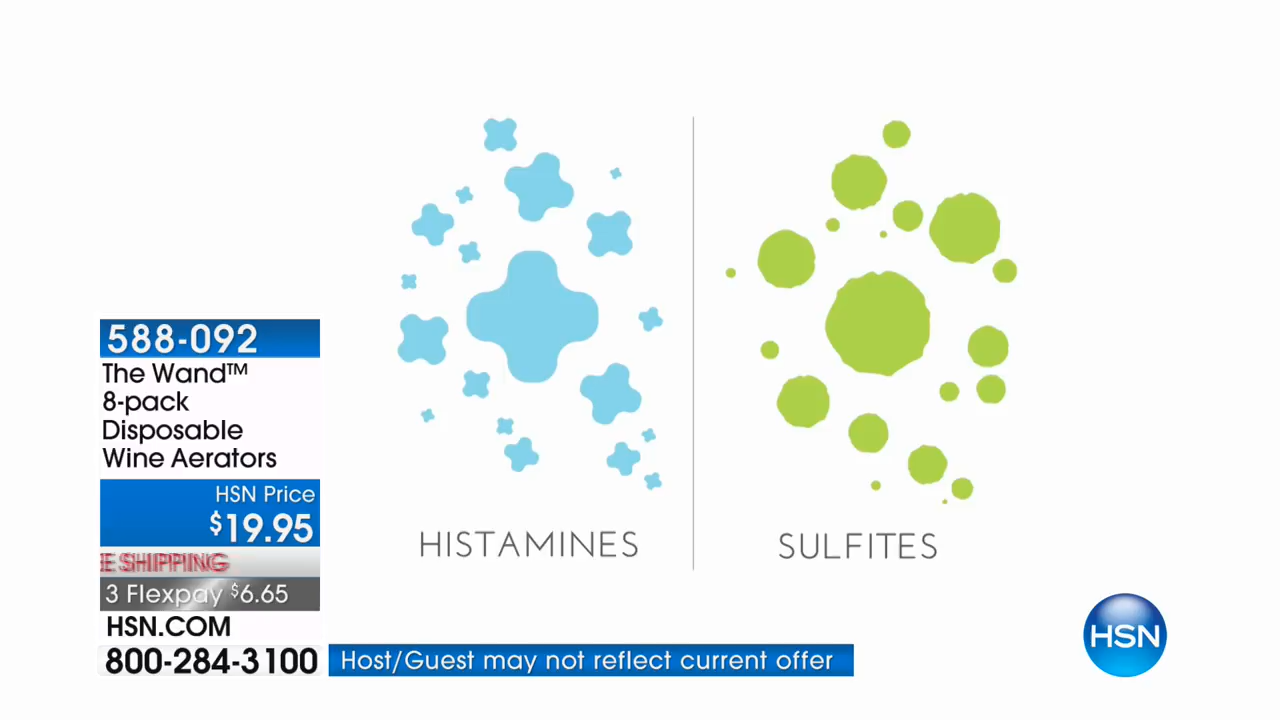 HISTAMINES
SULFITES
588-092
The Wand™
8-pack
Disposable
Wine Aerators
HSN Price
$19.95
E SHIPPING
3 Flexpay $6.65
HSN.COM
800-284-3100
Host/Guest may not reflect current offer
HSN